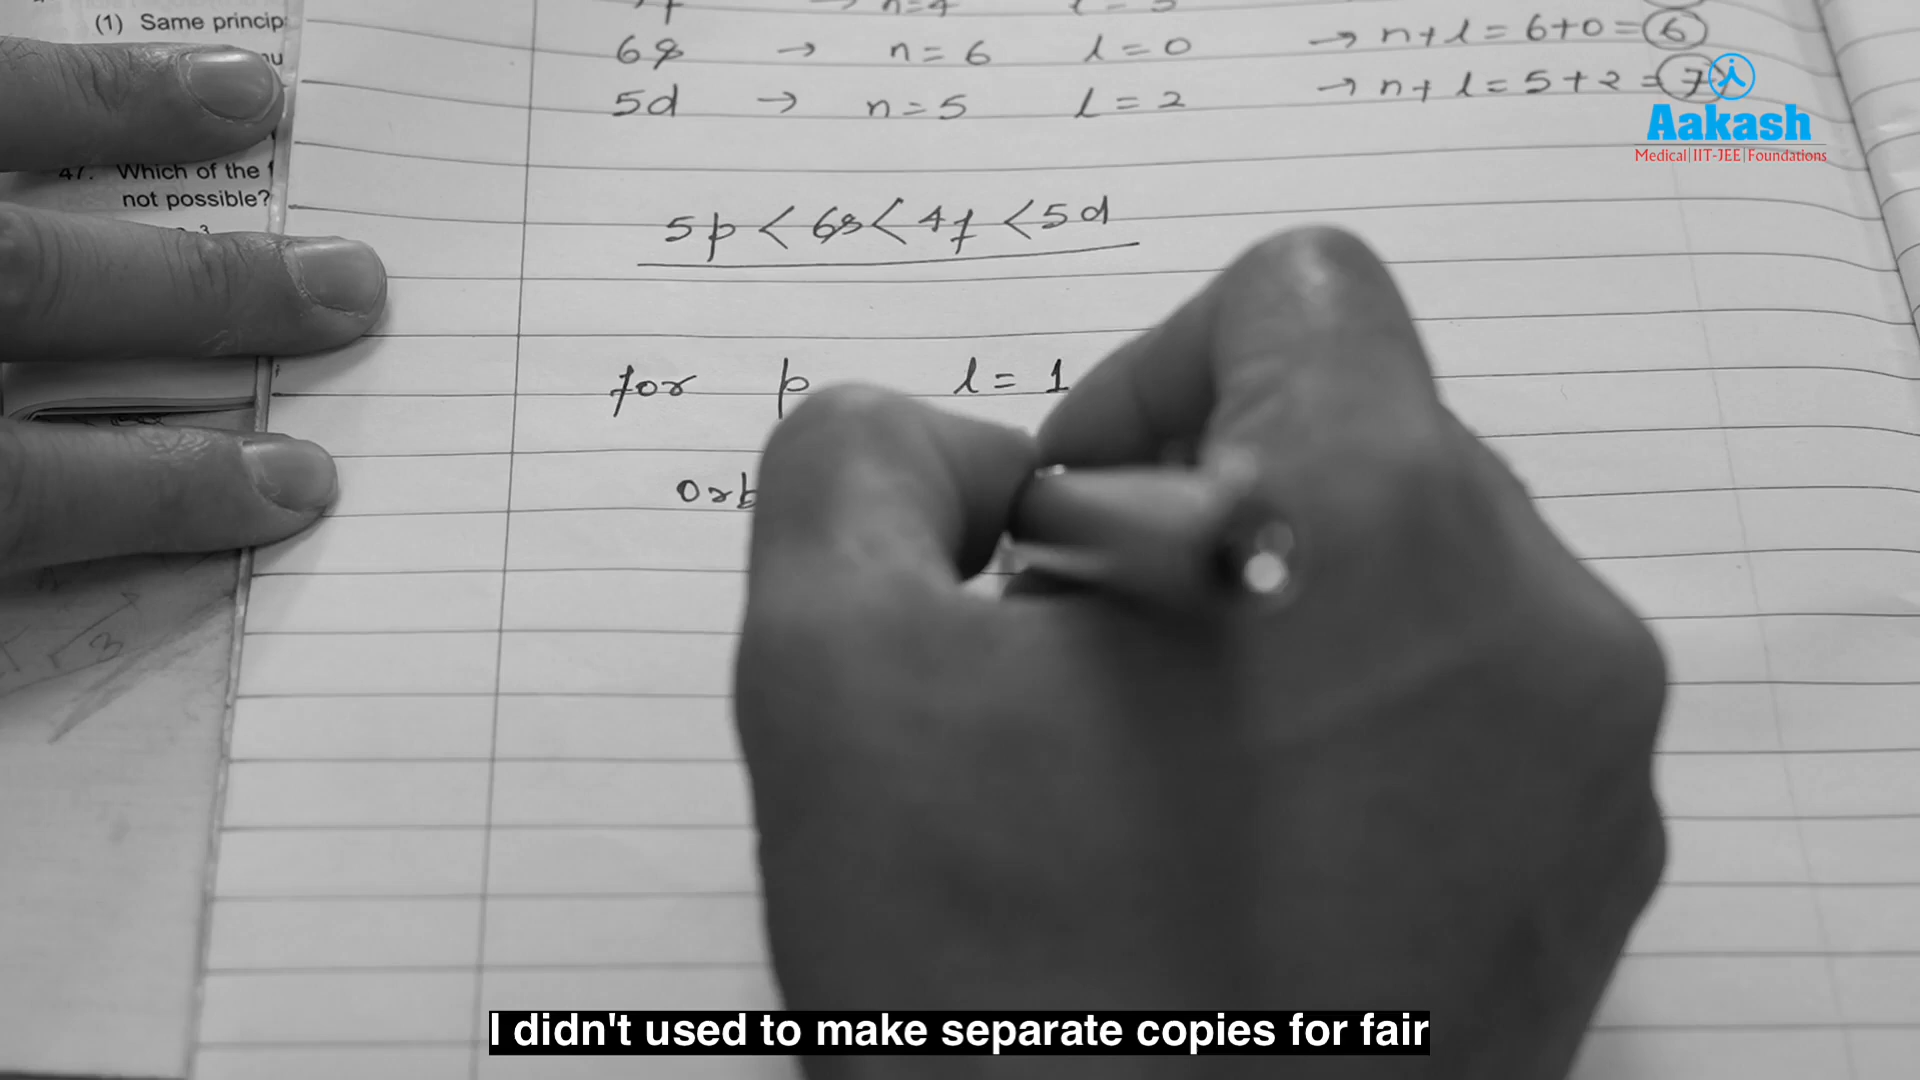 (1) Same princip
6s → n = 6 l = 0 → n + l = 6 + 0 = 6
5d → n = 5 l = 2 → n + l = 5 + 2 = 7
Aakash
Medical|IIT-JEE|Foundations
47. Which of the
not possible?
5p < 6s < 4f < 5d
for p l = 1
orb
I didn't used to make separate copies for fair